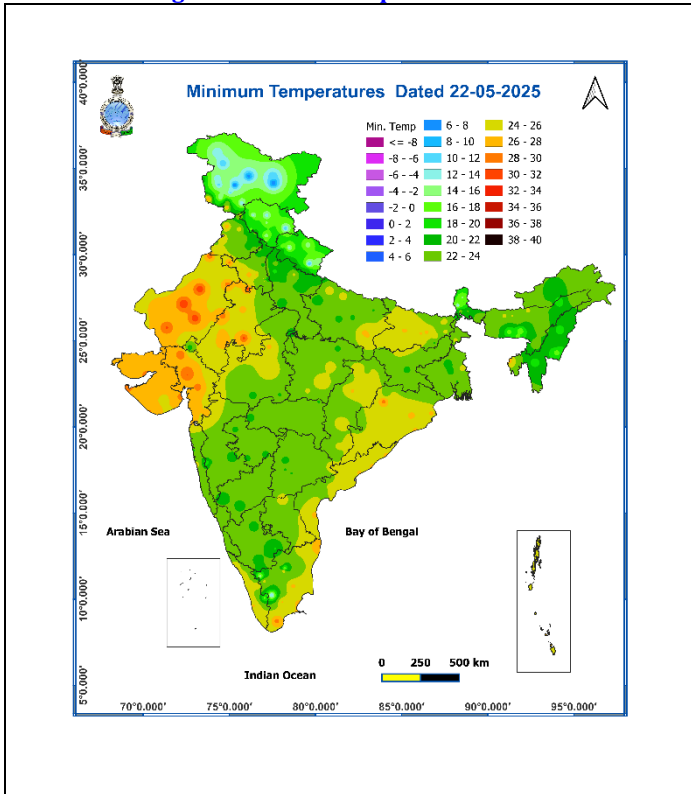 Minimum Temperatures Dated 22-05-2025
Min. Temp
<= -8
-8 - -6
-6 - -4
-4 - -2
-2 - 0
0 - 2
2 - 4
4 - 6
6 - 8
8 - 10
10 - 12
12 - 14
14 - 16
16 - 18
18 - 20
20 - 22
22 - 24
24 - 26
26 - 28
28 - 30
30 - 32
32 - 34
34 - 36
36 - 38
38 - 40
40°0.000'
35°0.000'
30°0.000'
25°0.000'
20°0.000'
15°0.000'
10°0.000'
5°0.000'
Arabian Sea
Bay of Bengal
Indian Ocean
0 250 500 km
70°0.000' 75°0.000' 80°0.000' 85°0.000' 90°0.000' 95°0.000'